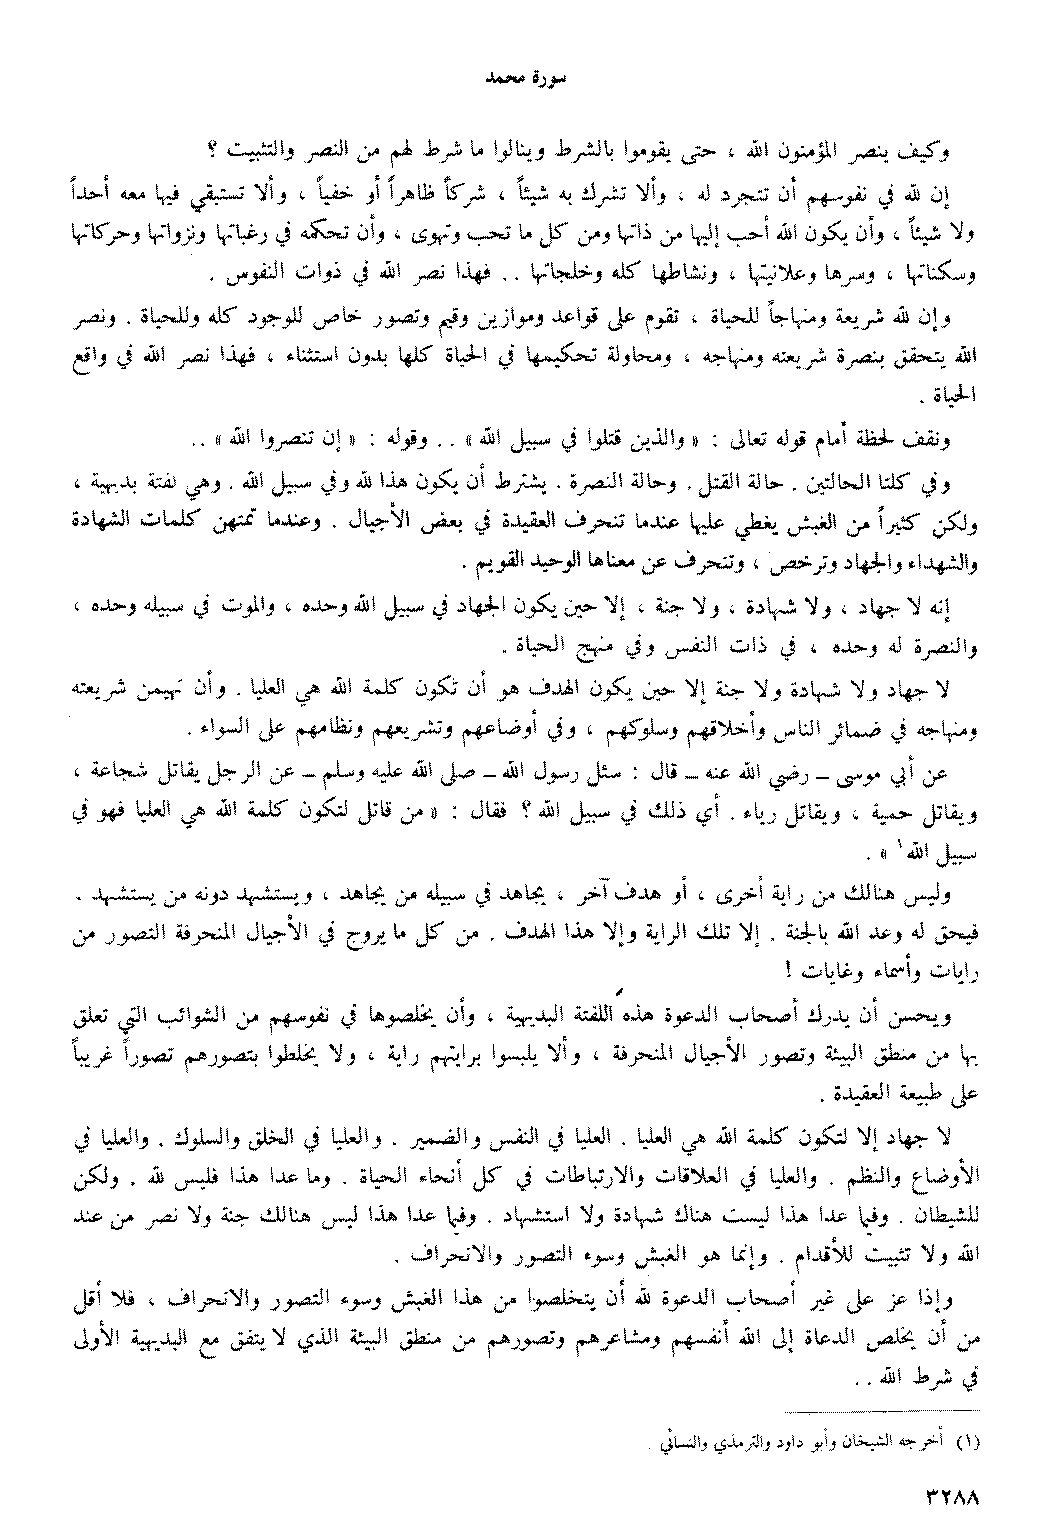 سورة محمد
وكيف ينصر المؤمنون الله ، حتى يقوموا بالشرط وينالوا ما شرط لهم من النصر والتثبيت ؟
إن لله في نفوسهم أن تتجرد له ، وألا تشرك به شيئاً ، شركاً ظاهراً أو خفياً ، وألا تستبقي فيها معه أحداً
ولا شيئاً ، وأن يكون الله أحب إليها من ذاتها ومن كل ما تحب وتهوى ، وأن تحكمه في رغباتها ونزواتها وحركاتها
وسكناتها ، وسرها وعلانيتها ، ونشاطها كله وخلجاتها .. فهذا نصر الله في ذوات النفوس .
وإن لله شريعة ومنهاجاً للحياة ، تقوم على قواعد وموازين وقيم وتصور خاص للوجود كله وللحياة . ونصر
الله يتحقق بنصرة شريعته ومنهاجه ، ومحاولة تحكيمها في الحياة كلها بدون استثناء ، فهذا نصر الله في واقع
الحياة .
ونقف لحظة أمام قوله تعالى : « والذين قتلوا في سبيل الله » .. وقوله : « إن تنصروا الله » ..
وفي كلتا الحالتين . حالة القتل . وحالة النصرة . يشترط أن يكون هذا لله وفي سبيل الله . وهي لفتة بديهية ،
ولكن كثيراً من الغبش يغطي عليها عندما تنحرف العقيدة في بعض الأجيال . وعندما تمتهن كلمات الشهادة
والشهداء والجهاد وترخص ، وتنحرف عن معناها الوحيد القويم .
إنه لا جهاد ، ولا شهادة ، ولا جنة ، إلا حين يكون الجهاد في سبيل الله وحده ، والموت في سبيله وحده ،
والنصرة له وحده ، في ذات النفس وفي منهج الحياة .
لا جهاد ولا شهادة ولا جنة إلا حين يكون الهدف هو أن تكون كلمة الله هي العليا . وأن تهيمن شريعته
ومنهاجه في ضمائر الناس وأخلاقهم وسلوكهم ، وفي أوضاعهم وتشريعهم ونظامهم على السواء .
عن أبي موسى – رضي الله عنه – قال : سئل رسول الله – صلى الله عليه وسلم – عن الرجل يقاتل شجاعة ،
ويقاتل حمية ، ويقاتل رياء . أي ذلك في سبيل الله ؟ فقال : « من قاتل لتكون كلمة الله هي العليا فهو في
سبيل الله ١ » .
وليس هنالك من راية أخرى ، أو هدف آخر ، يجاهد في سبيله من يجاهد ، ويستشهد دونه من يستشهد .
فيحق له وعد الله بالجنة . إلا تلك الراية وإلا هذا الهدف . من كل ما يروج في الأجيال المنحرفة التصور من
رايات وأسماء وغايات !
ويحسن أن يدرك أصحاب الدعوة هذه اللفتة البديهية ، وأن يخلصوها في نفوسهم من الشوائب التي تعلق
بها من منطق البيئة وتصور الأجيال المنحرفة ، وألا يلبسوا برايتهم راية ، ولا يخلطوا بتصورهم تصوراً غريباً
على طبيعة العقيدة .
لا جهاد إلا لتكون كلمة الله هي العليا . العليا في النفس والضمير . والعليا في الخلق والسلوك . والعليا في
الأوضاع والنظم . والعليا في العلاقات والارتباطات في كل أنحاء الحياة . وما عدا هذا فليس لله . ولكن
للشيطان . وفيما عدا هذا ليست هناك شهادة ولا استشهاد . وفيما عدا هذا ليس هنالك جنة ولا نصر من عند
الله ولا تثبيت للأقدام . وإنما هو الغبش وسوء التصور والانحراف .
وإذا عز على غير أصحاب الدعوة لله أن يتخلصوا من هذا الغبش وسوء التصور والانحراف ، فلا أقل
من أن يخلص الدعاة إلى الله أنفسهم ومشاعرهم وتصورهم من منطق البيئة الذي لا يتفق مع البديهية الأولى
في شرط الله ..
(١) أخرجه الشيخان وأبو داود والترمذي والنسائي .
٣٢٨٨